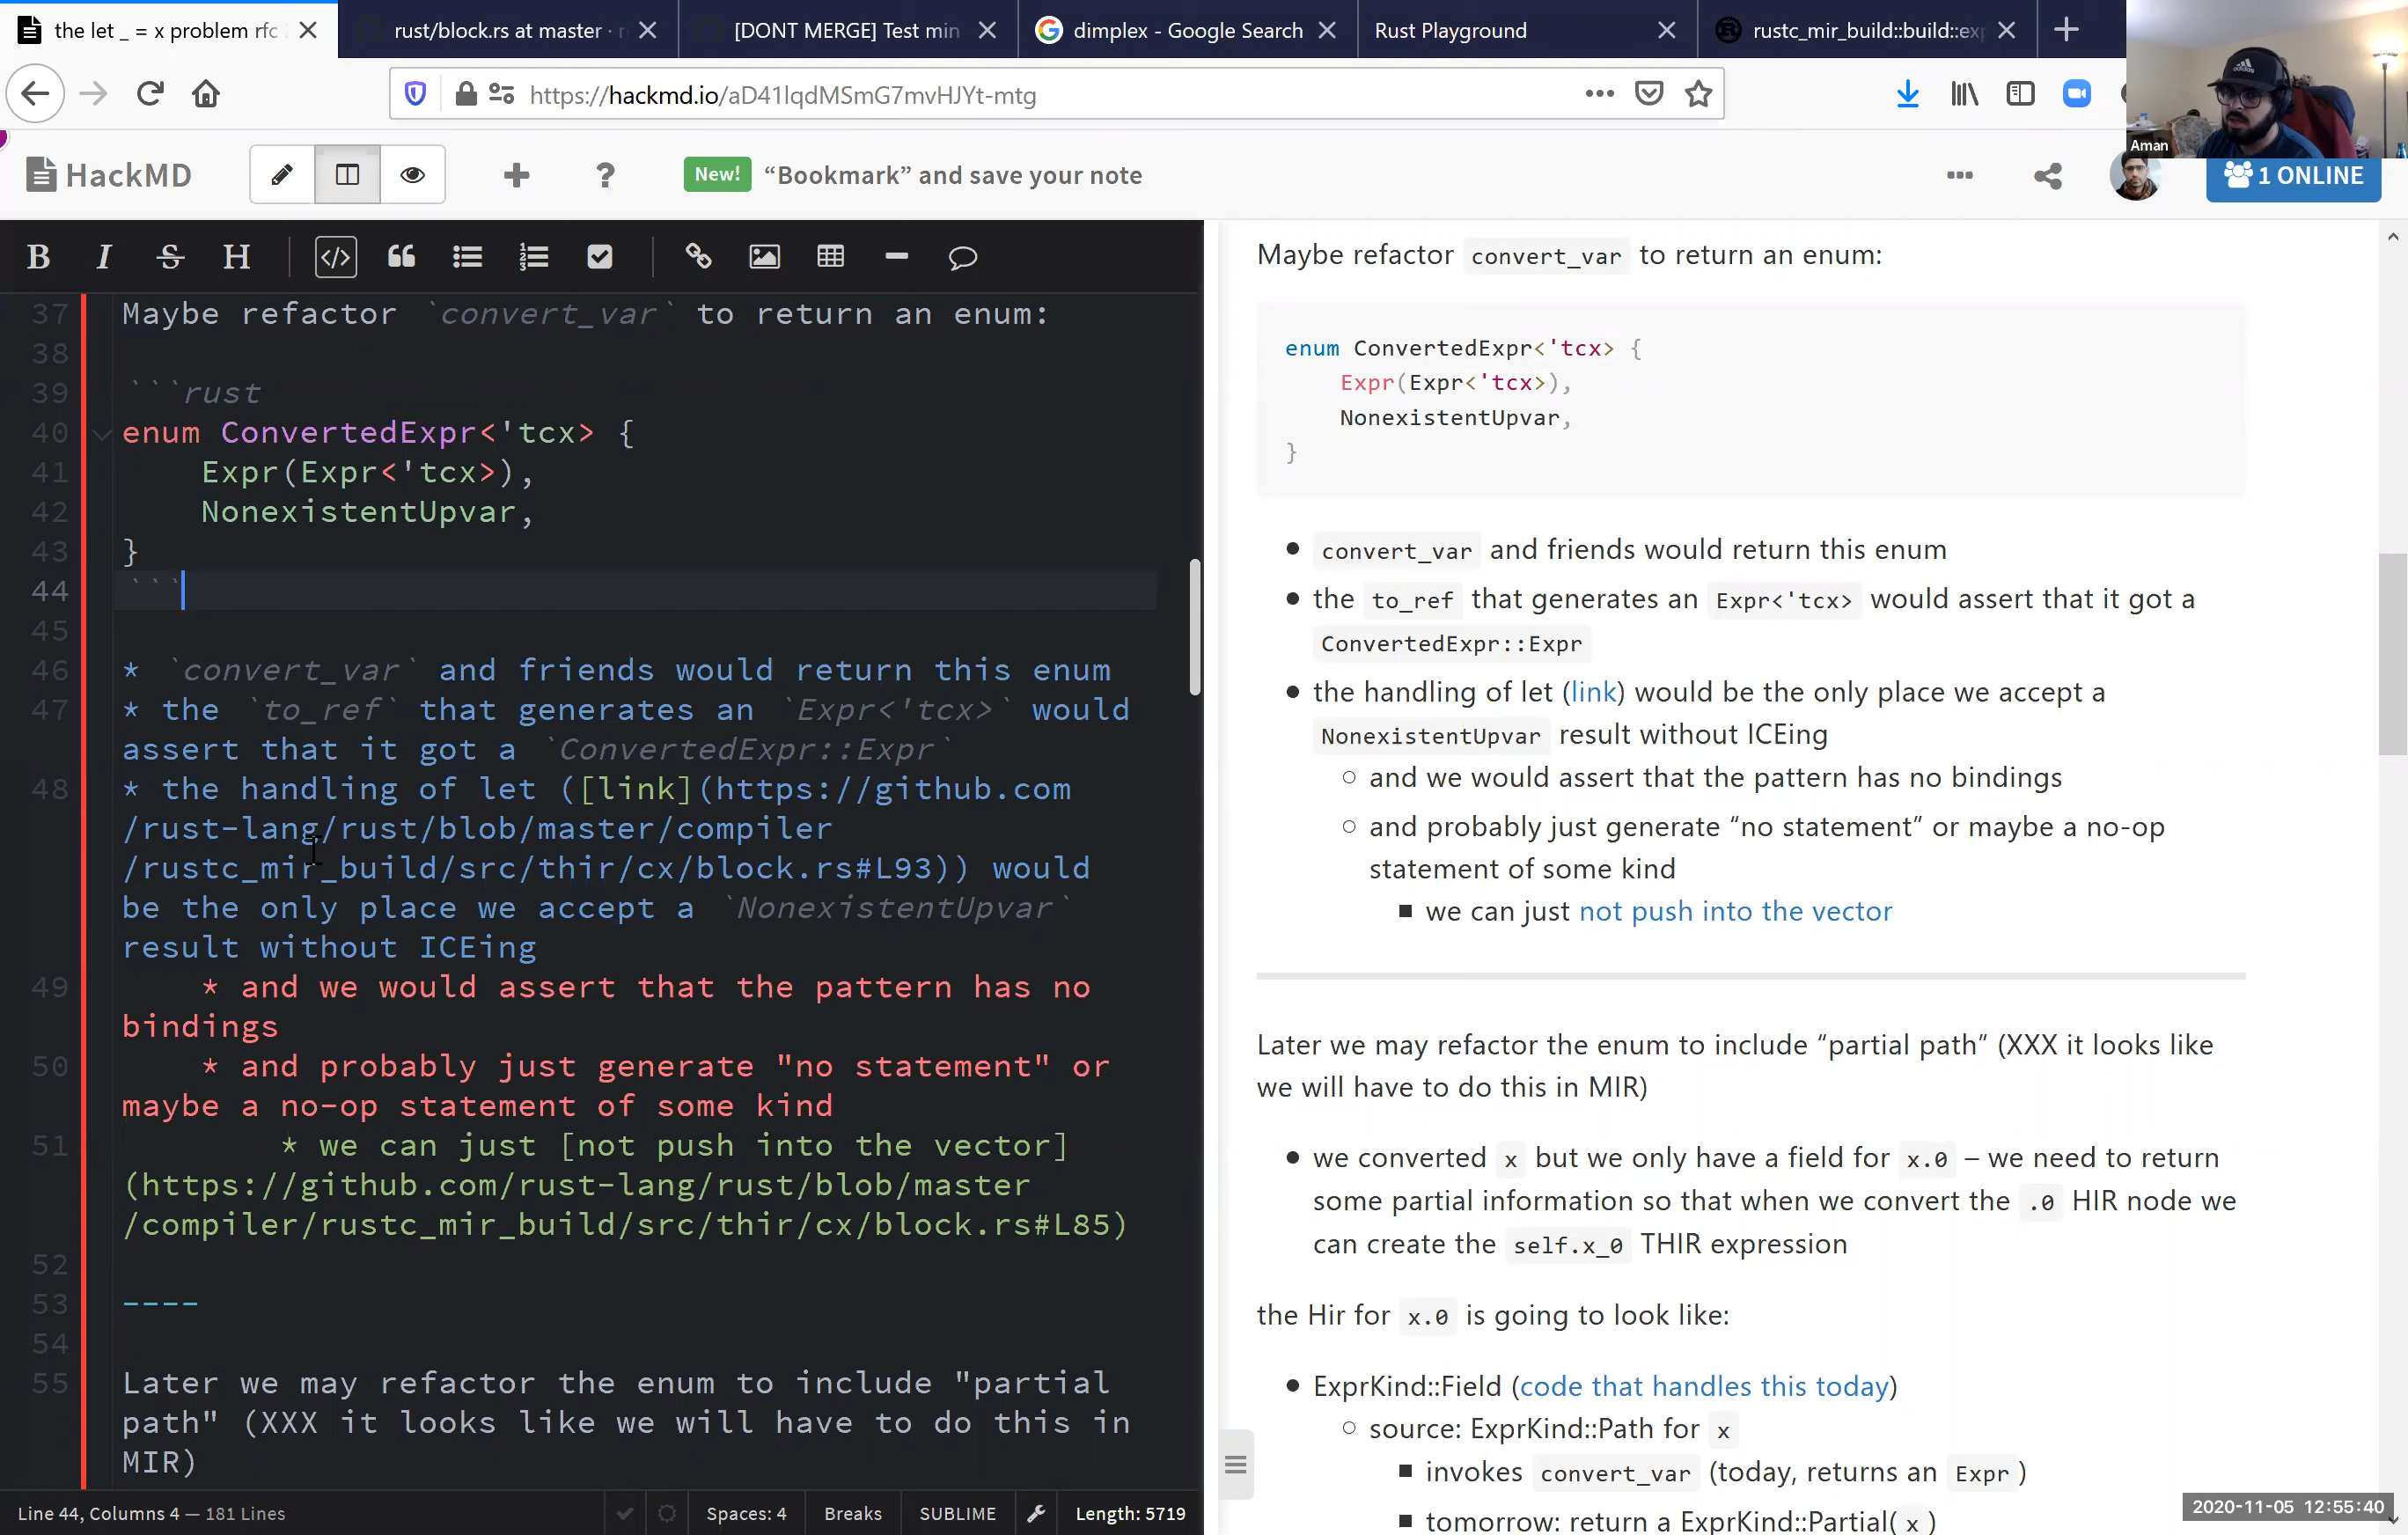 the let _ = x problem rfc
rust/block.rs at master ·
[DONT MERGE] Test min
dimplex - Google Search
Rust Playground
rustc_mir_build::build::exp
https://hackmd.io/aD41lqdMSmG7mvHJYt-mtg
Aman
HackMD
New! “Bookmark” and save your note
1 ONLINE
B I S H
37 Maybe refactor `convert_var` to return an enum:
38
39 ```rust
40 enum ConvertedExpr<'tcx> {
41 Expr(Expr<'tcx>),
42 NonexistentUpvar,
43 }
44 ```
45
46 * `convert_var` and friends would return this enum
47 * the `to_ref` that generates an `Expr<'tcx>` would
assert that it got a `ConvertedExpr::Expr`
48 * the handling of let ([link](https://github.com
/rust-lang/rust/blob/master/compiler
/rustc_mir_build/src/thir/cx/block.rs#L93)) would
be the only place we accept a `NonexistentUpvar`
result without ICEing
49 * and we would assert that the pattern has no
bindings
50 * and probably just generate "no statement" or
maybe a no-op statement of some kind
51 * we can just [not push into the vector]
(https://github.com/rust-lang/rust/blob/master
/compiler/rustc_mir_build/src/thir/cx/block.rs#L85)
52
53 ----
54
55 Later we may refactor the enum to include "partial
path" (XXX it looks like we will have to do this in
MIR)
Line 44, Columns 4 — 181 Lines
Spaces: 4
Breaks
SUBLIME
Length: 5719
Maybe refactor convert_var to return an enum:
enum ConvertedExpr<'tcx> {
Expr(Expr<'tcx>),
NonexistentUpvar,
}
• convert_var and friends would return this enum
• the to_ref that generates an Expr<'tcx> would assert that it got a
ConvertedExpr::Expr
• the handling of let (link) would be the only place we accept a
NonexistentUpvar result without ICEing
○ and we would assert that the pattern has no bindings
○ and probably just generate “no statement” or maybe a no-op
statement of some kind
■ we can just not push into the vector
Later we may refactor the enum to include “partial path” (XXX it looks like
we will have to do this in MIR)
• we converted x but we only have a field for x.0 – we need to return
some partial information so that when we convert the .0 HIR node we
can create the self.x_0 THIR expression
the Hir for x.0 is going to look like:
• ExprKind::Field (code that handles this today)
○ source: ExprKind::Path for x
■ invokes convert_var (today, returns an Expr )
■ tomorrow: return a ExprKind::Partial( x )
2020-11-05 12:55:40